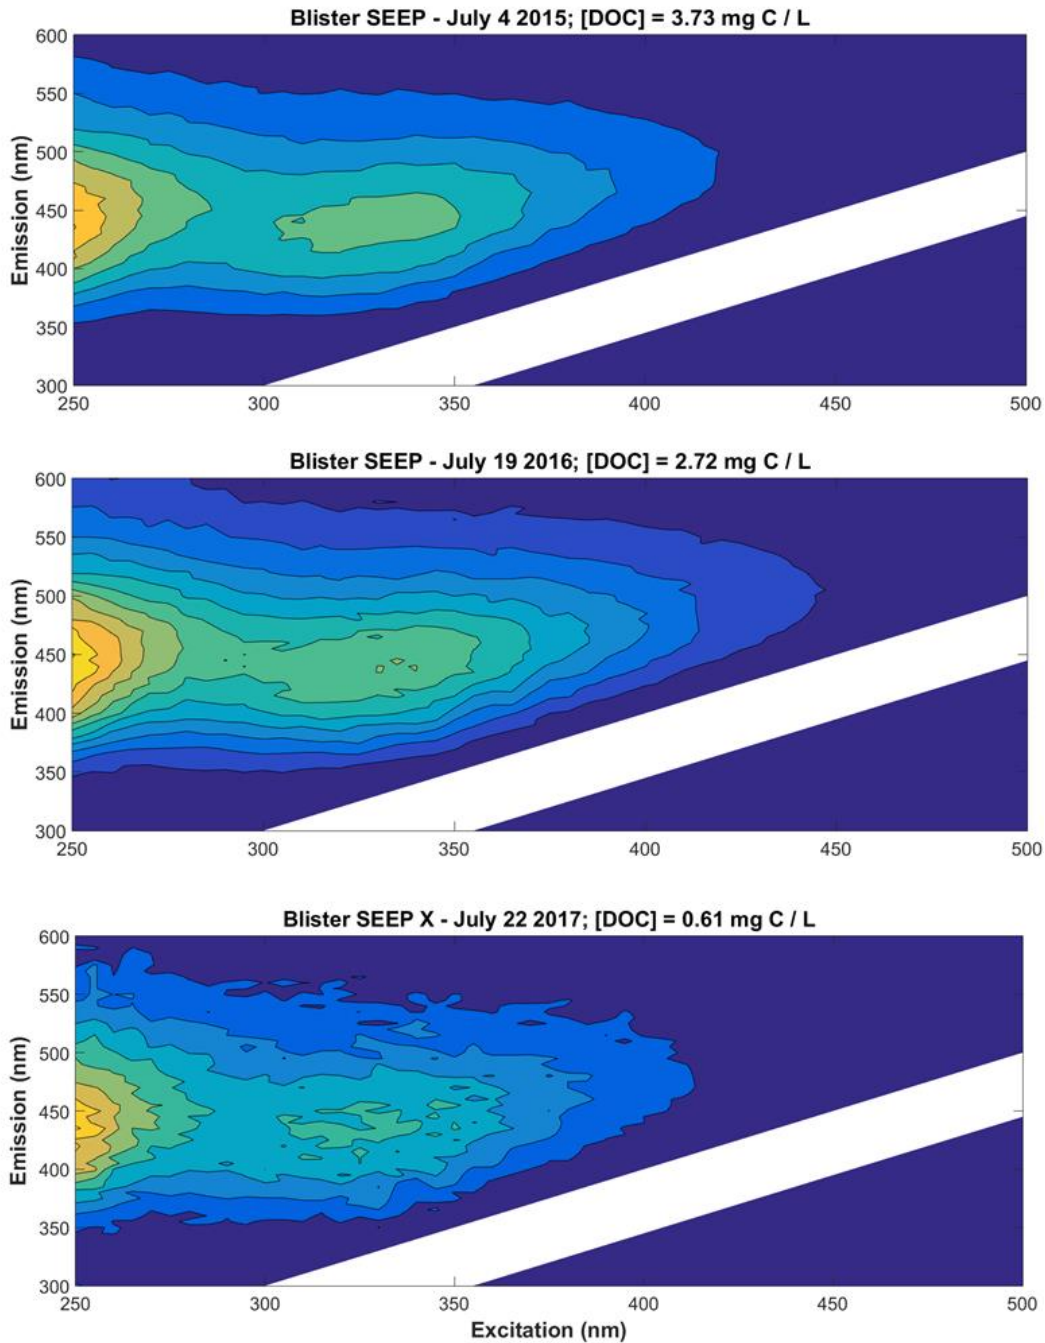 Blister SEEP - July 4 2015; [DOC] = 3.73 mg C / L
600
550
500
450
400
350
300
Emission (nm)
250 300 350 400 450 500
Blister SEEP - July 19 2016; [DOC] = 2.72 mg C / L
600
550
500
450
400
350
300
Emission (nm)
250 300 350 400 450 500
Blister SEEP X - July 22 2017; [DOC] = 0.61 mg C / L
600
550
500
450
400
350
300
Emission (nm)
250 300 350 400 450 500
Excitation (nm)